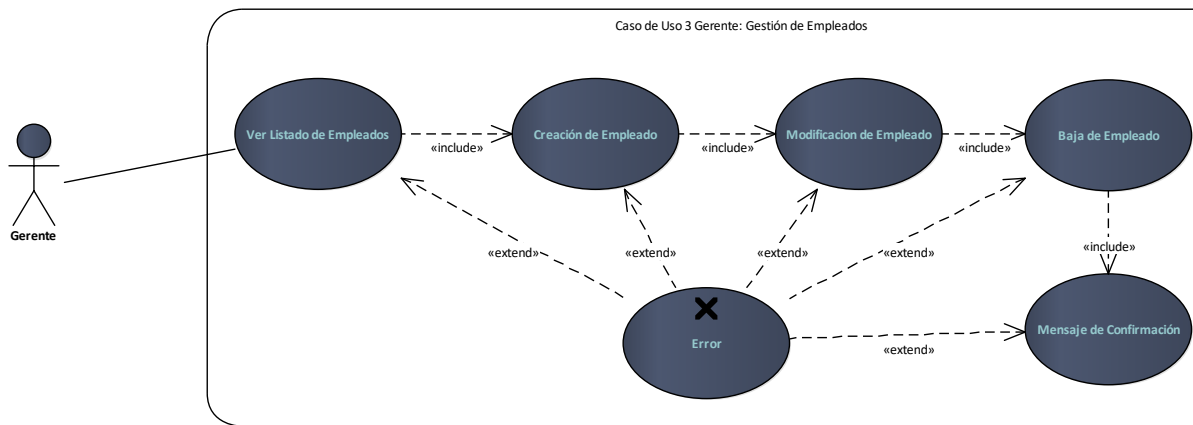 Caso de Uso 3 Gerente: Gestión de Empleados
Ver Listado de Empleados
Creación de Empleado
Modificacion de Empleado
Baja de Empleado
«include»
«include»
«include»
Gerente
«include»
«extend»
«extend»
«extend»
«extend»
Mensaje de Confirmación
Error
«extend»